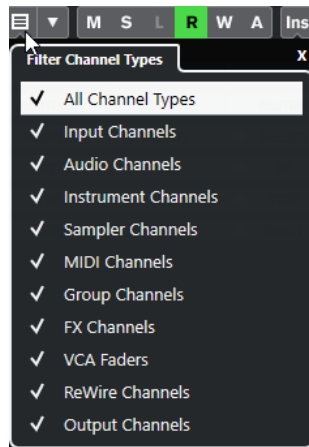 M S L R W A Ins
Filter Channel Types X
All Channel Types
Input Channels
Audio Channels
Instrument Channels
Sampler Channels
MIDI Channels
Group Channels
FX Channels
VCA Faders
ReWire Channels
Output Channels